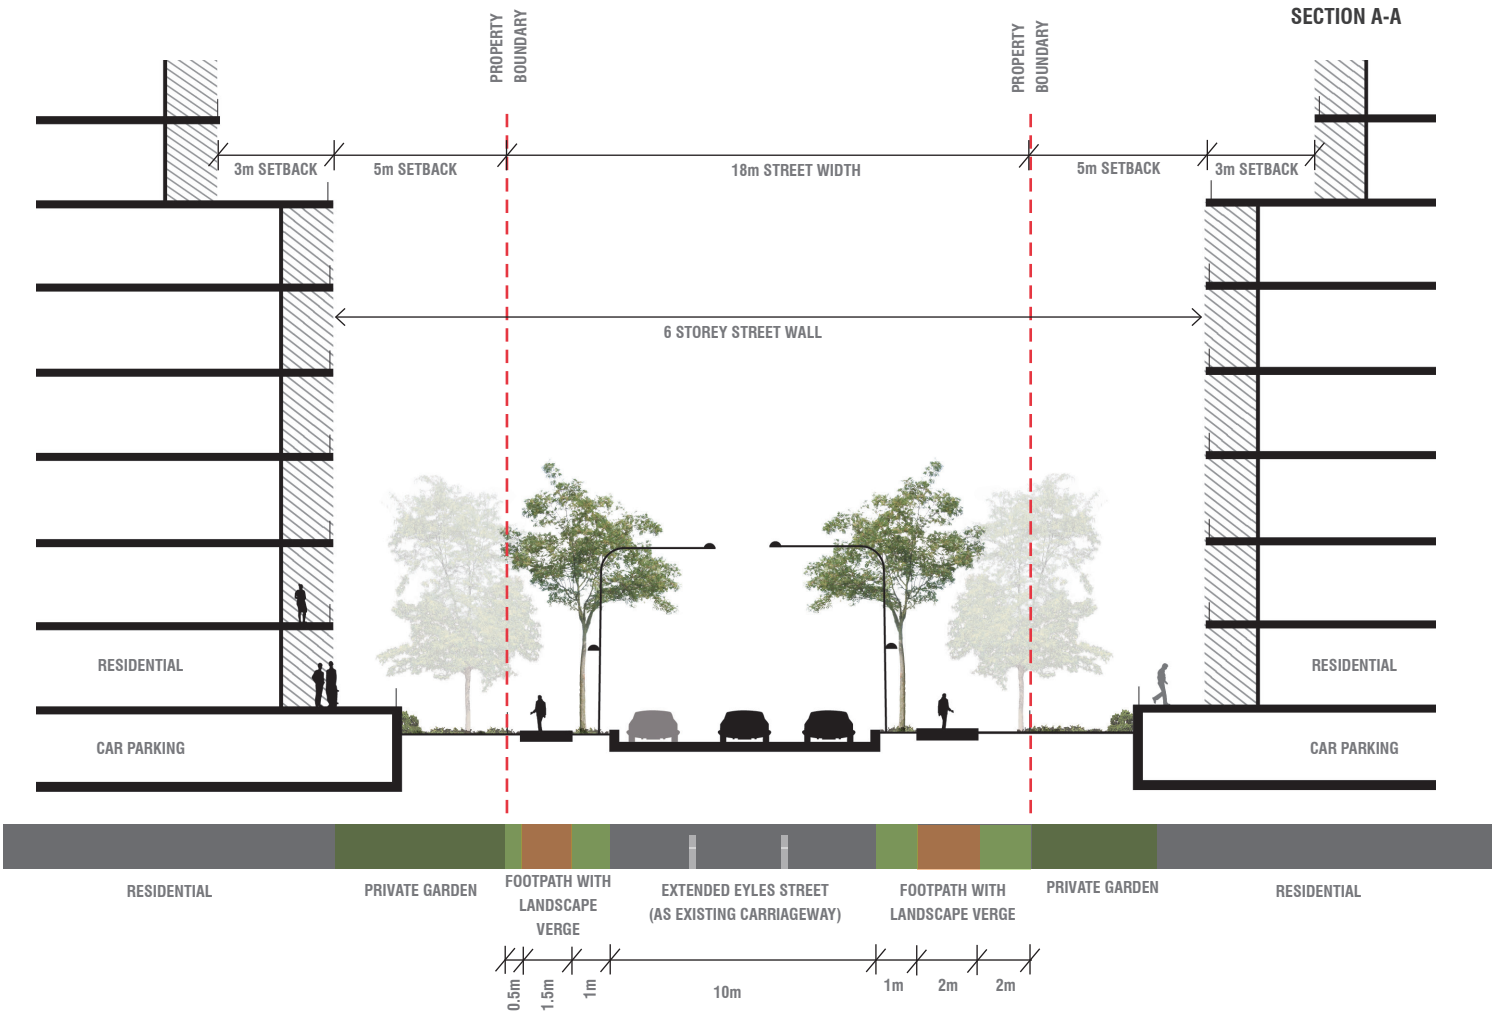 SECTION A-A
PROPERTY
BOUNDARY
PROPERTY
BOUNDARY
3m SETBACK
5m SETBACK
18m STREET WIDTH
5m SETBACK
3m SETBACK
6 STOREY STREET WALL
RESIDENTIAL
RESIDENTIAL
CAR PARKING
CAR PARKING
RESIDENTIAL
PRIVATE GARDEN
FOOTPATH WITH
LANDSCAPE
VERGE
EXTENDED EYLES STREET
(AS EXISTING CARRIAGEWAY)
FOOTPATH WITH
LANDSCAPE VERGE
PRIVATE GARDEN
RESIDENTIAL
0.5m
1.5m
1m
10m
1m
2m
2m